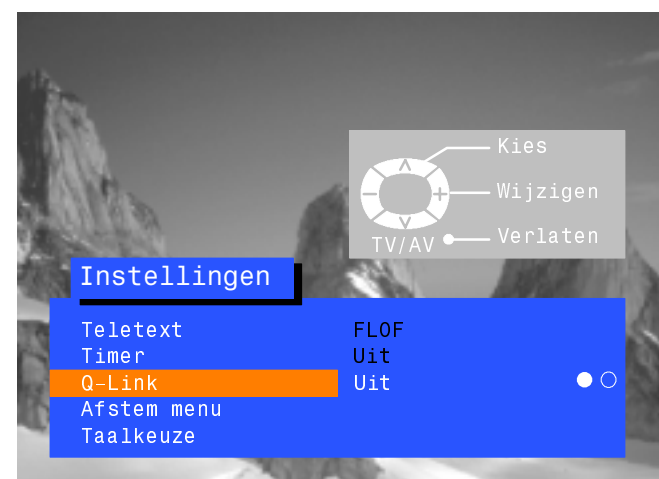 Kies
Wijzigen
TV/AV Verlaten
Instellingen
Teletext FLOF
Timer Uit
Q-Link Uit
Afstem menu
Taalkeuze